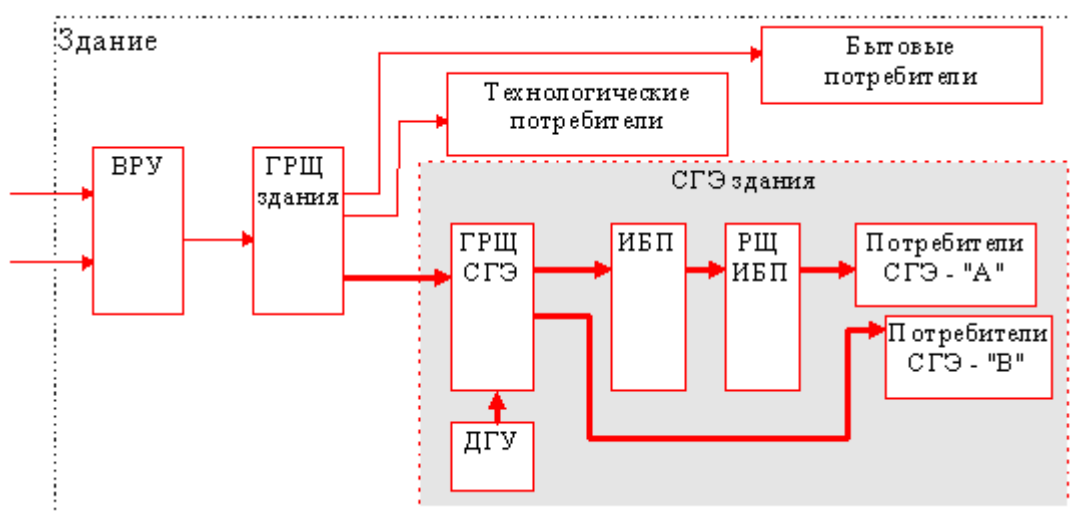 Здание
Бытовые
потребители
Технологические
потребители
ВРУ
ГРЩ
здания
СГЭ здания
ГРЩ
СГЭ
ИБП
РЩ
ИБП
Потребители
СГЭ - "А"
Потребители
СГЭ - "В"
ДГУ